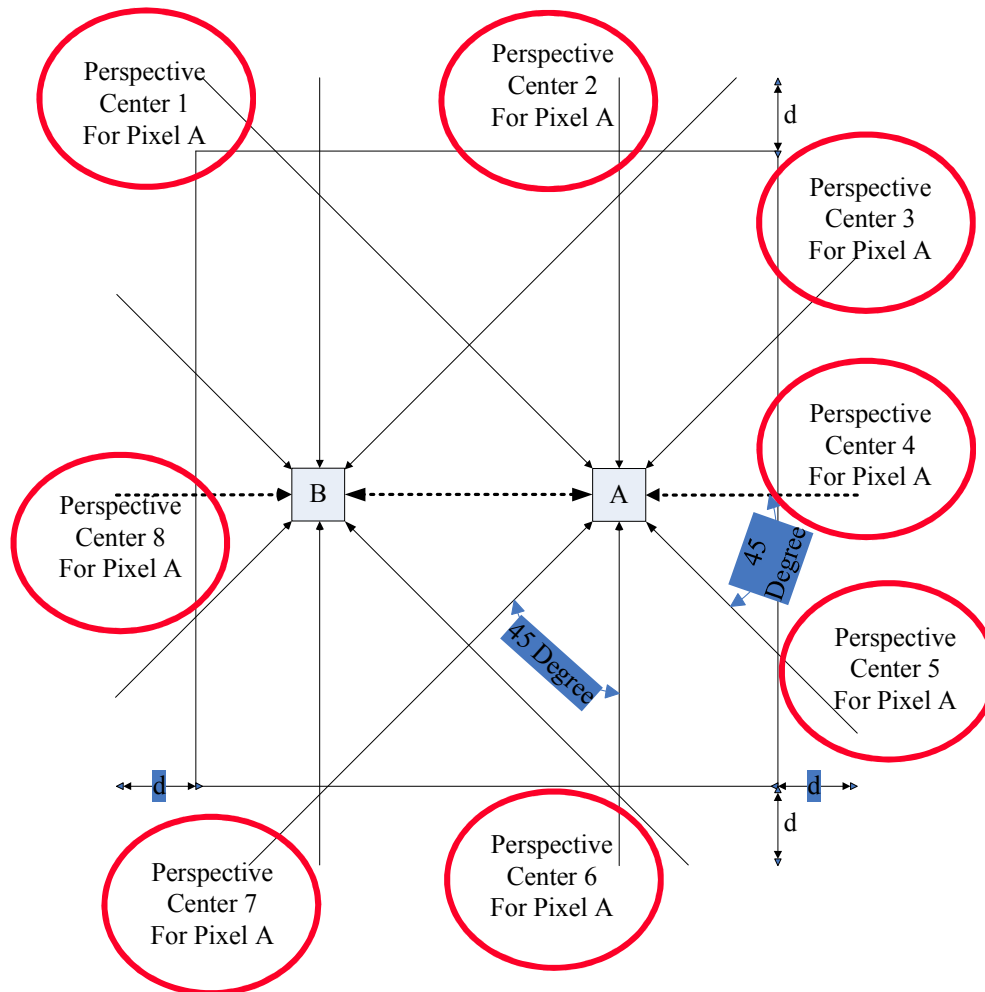 Perspective
Center 1
For Pixel A
Perspective
Center 2
For Pixel A
d
Perspective
Center 3
For Pixel A
Perspective
Center 4
For Pixel A
B
A
Perspective
Center 8
For Pixel A
45
Degree
45 Degree
Perspective
Center 5
For Pixel A
d
d
d
Perspective
Center 7
For Pixel A
Perspective
Center 6
For Pixel A